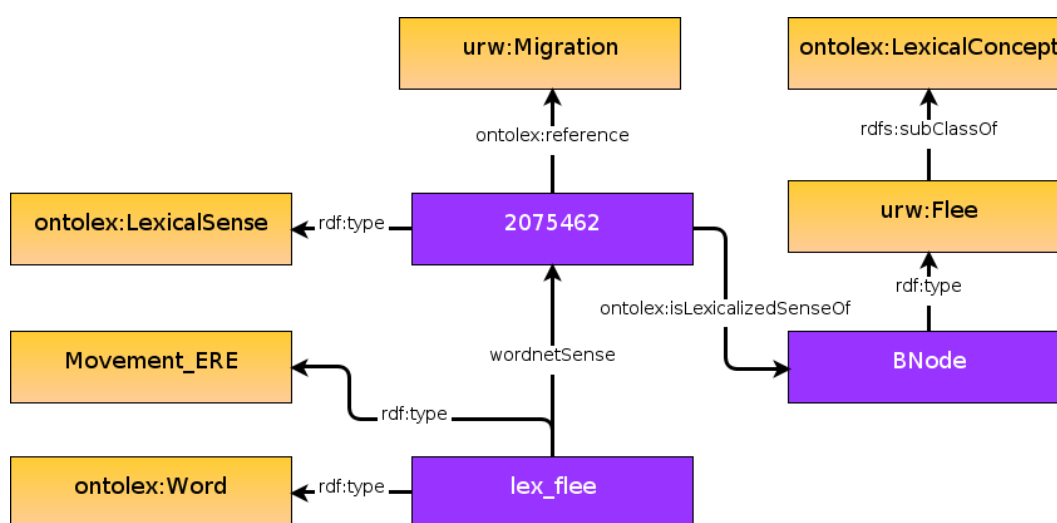 urw:Migration
ontolex:LexicalConcept
ontolex:reference
rdfs:subClassOf
ontolex:LexicalSense
rdf:type
2075462
urw:Flee
rdf:type
ontolex:isLexicalizedSenseOf
Movement_ERE
wordnetSense
BNode
rdf:type
ontolex:Word
rdf:type
lex_flee